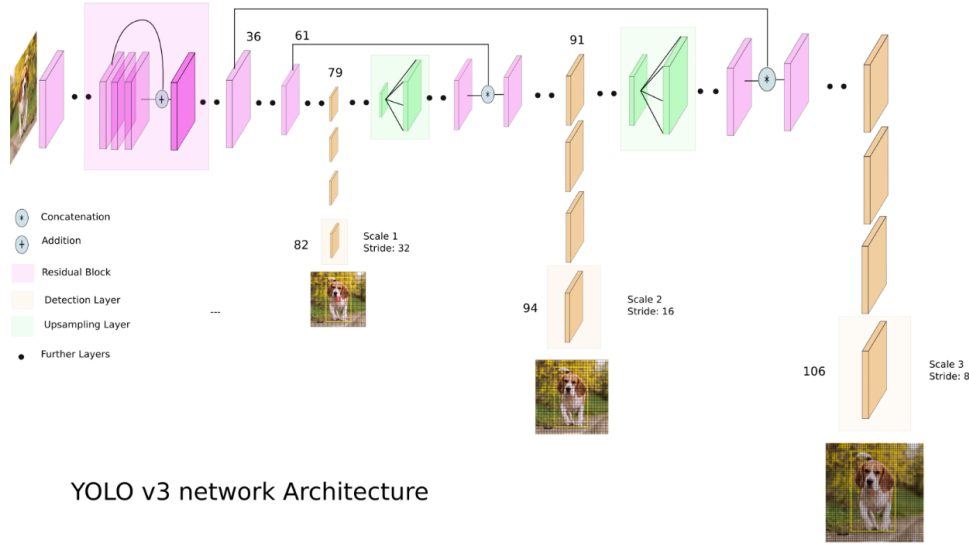 36
61
79
91
+
*
*
82
Scale 1
Stride: 32
94
Scale 2
Stride: 16
106
Scale 3
Stride: 8
* Concatenation
+ Addition
Residual Block
Detection Layer
---
Upsampling Layer
Further Layers
YOLO v3 network Architecture